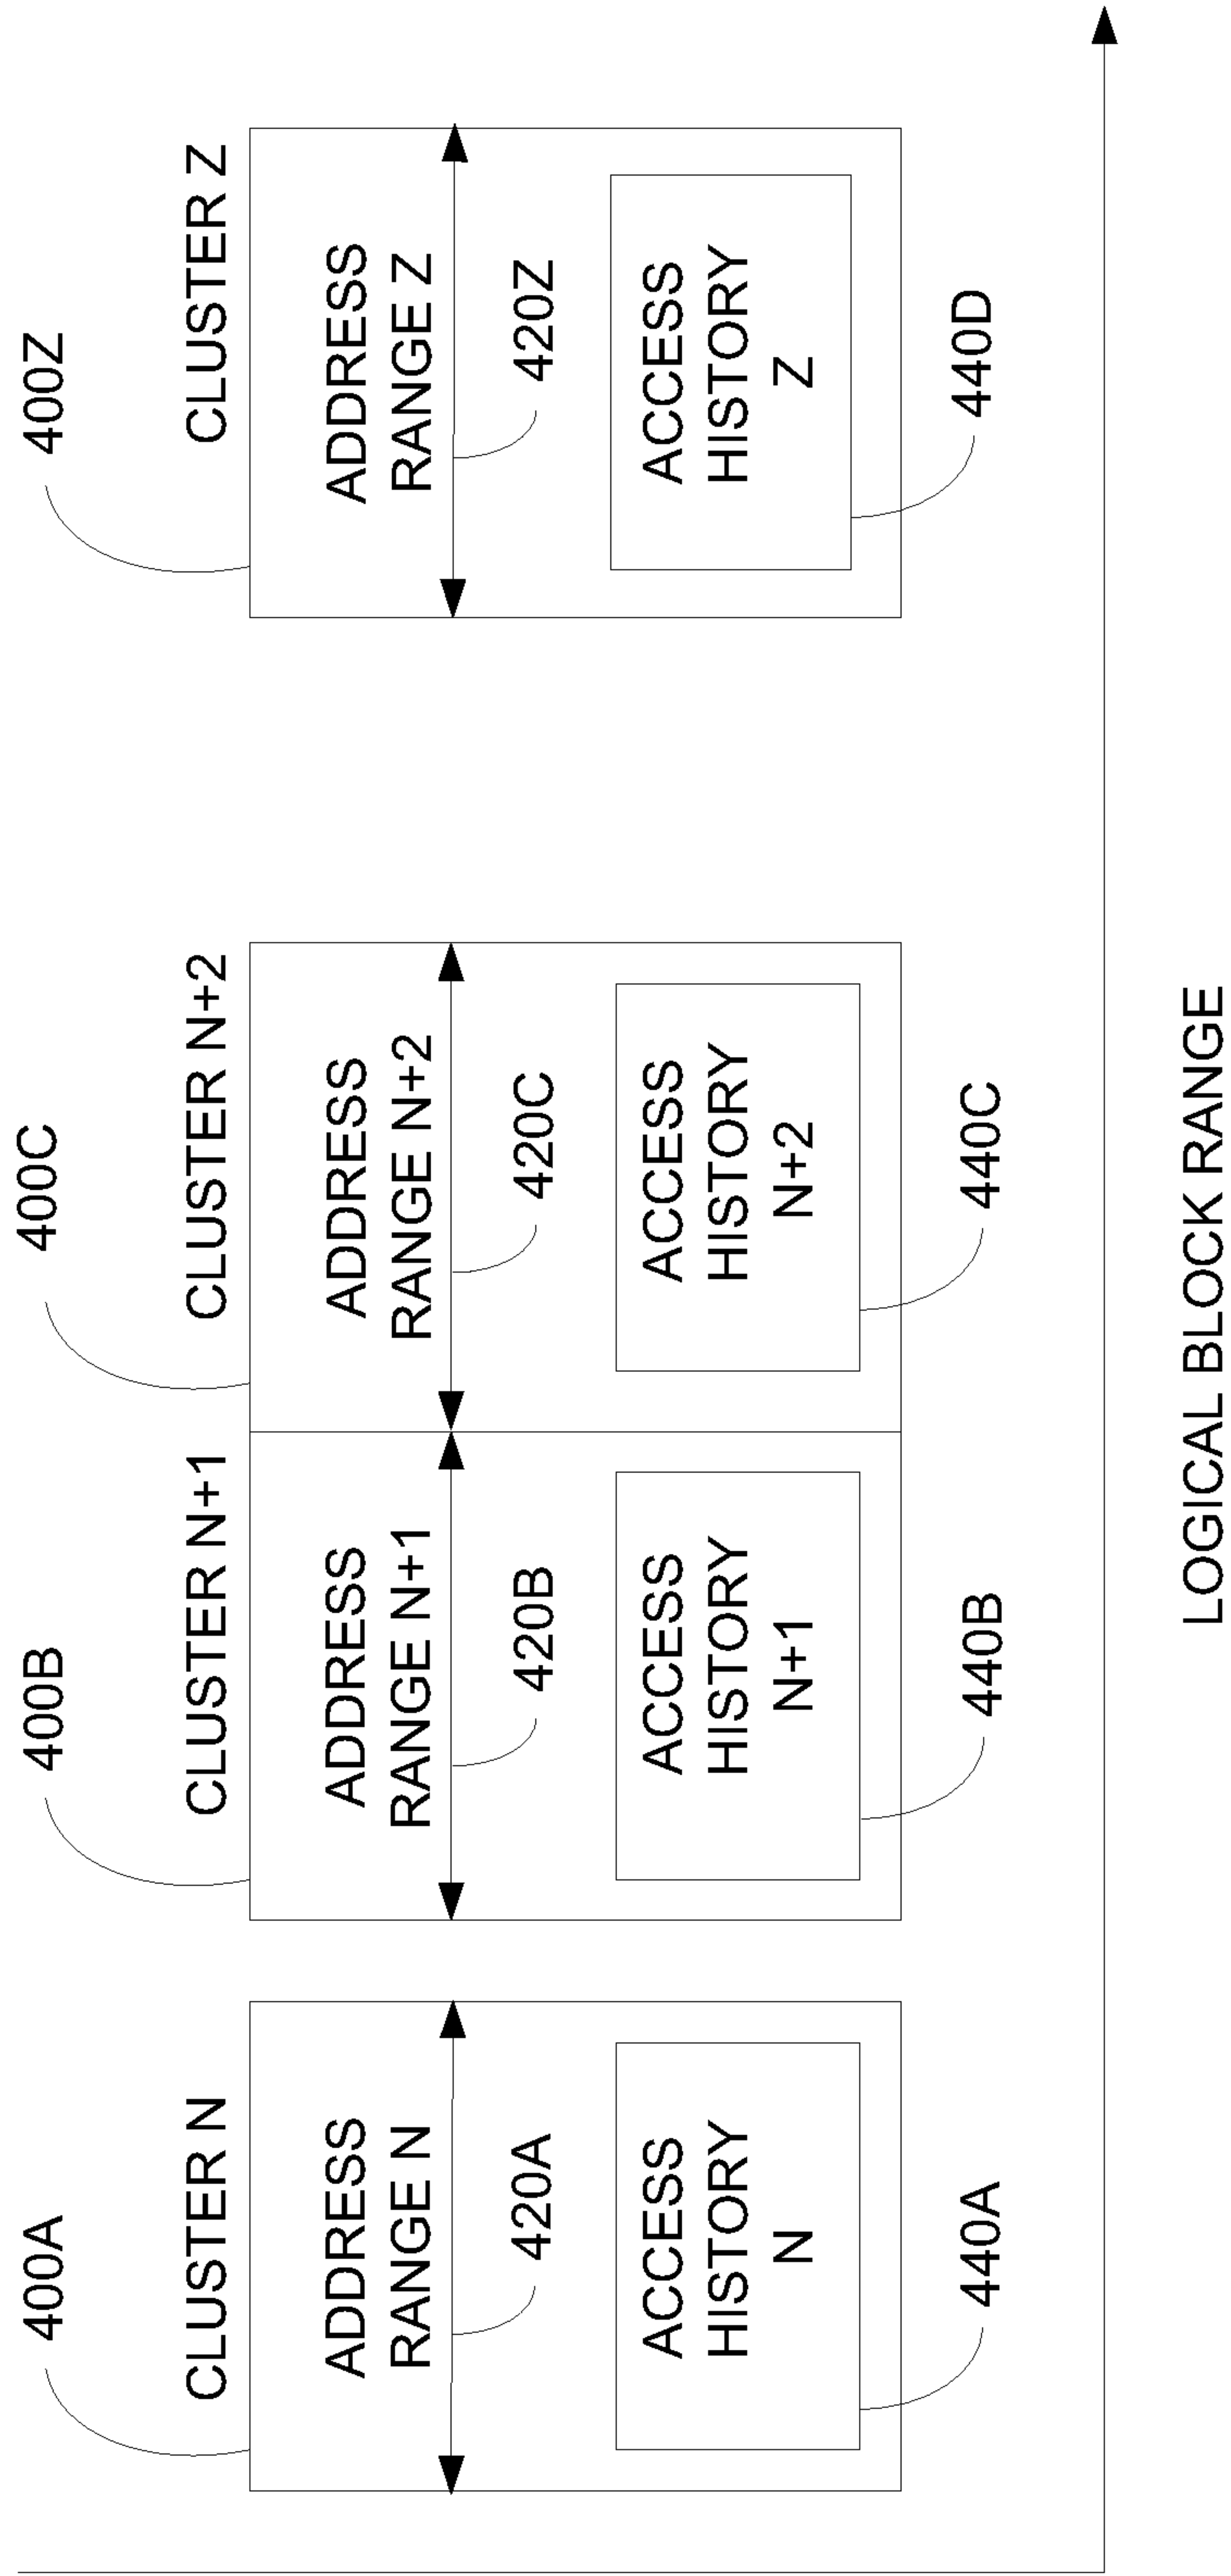 400A
400B
400C
400Z
CLUSTER N
CLUSTER N+1
CLUSTER N+2
CLUSTER Z
ADDRESS
RANGE N
ADDRESS
RANGE N+1
ADDRESS
RANGE N+2
ADDRESS
RANGE Z
420A
420B
420C
420Z
ACCESS
HISTORY
N
ACCESS
HISTORY
N+1
ACCESS
HISTORY
N+2
ACCESS
HISTORY
Z
440A
440B
440C
440D
LOGICAL BLOCK RANGE